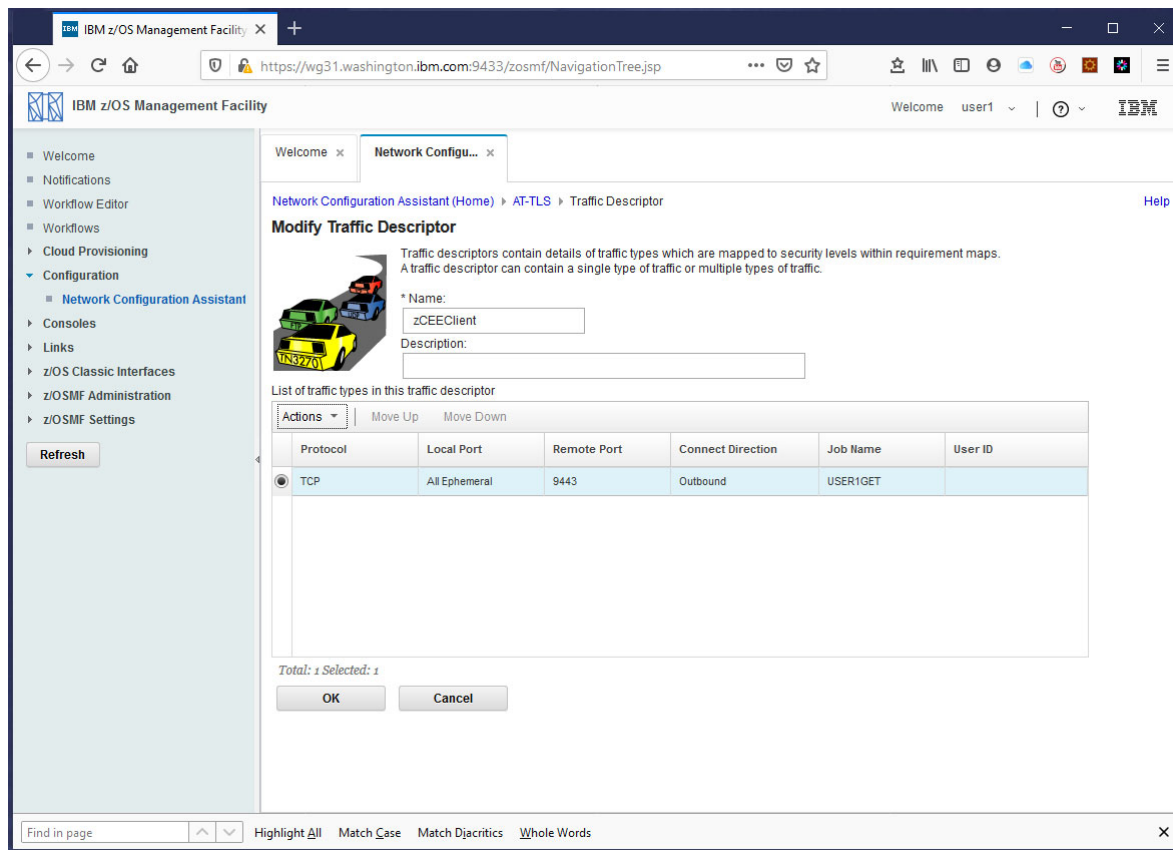 IBM IBM z/OS Management Facility
https://wg31.washington.ibm.com:9433/zosmf/NavigationTree.jsp
IBM z/OS Management Facility
Welcome user1
IBM
Welcome
Notifications
Workflow Editor
Workflows
Cloud Provisioning
Configuration
Network Configuration Assistant
Consoles
Links
z/OS Classic Interfaces
z/OSMF Administration
z/OSMF Settings
Refresh
Welcome Network Configu...
Network Configuration Assistant (Home) AT-TLS Traffic Descriptor Help
Modify Traffic Descriptor
Traffic descriptors contain details of traffic types which are mapped to security levels within requirement maps.
A traffic descriptor can contain a single type of traffic or multiple types of traffic.
TN3270
* Name:
zCEEClient
Description:
List of traffic types in this traffic descriptor
Actions Move Up Move Down
Protocol Local Port Remote Port Connect Direction Job Name User ID
TCP All Ephemeral 9443 Outbound USER1GET
Total: 1 Selected: 1
OK Cancel
Find in page Highlight All Match Case Match Diacritics Whole Words